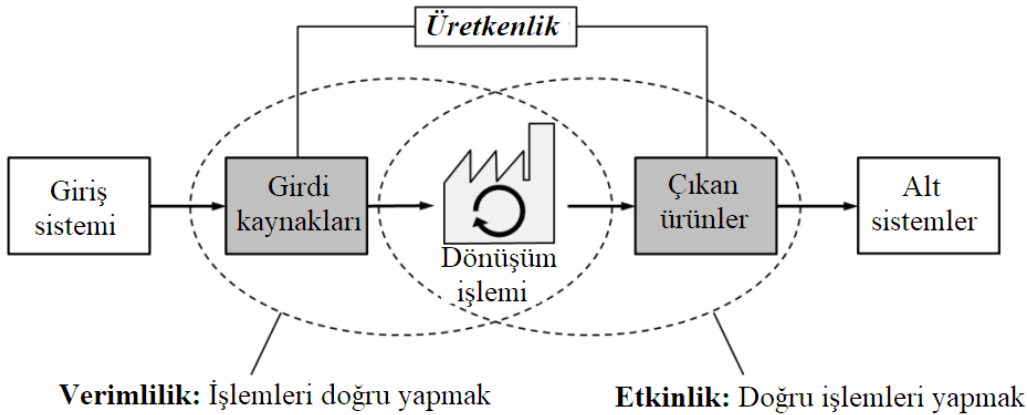 Üretkenlik
Giriş
sistemi
Girdi
kaynakları
Dönüşüm
işlemi
Çıkan
ürünler
Alt
sistemler
Verimlilik: İşlemleri doğru yapmak
Etkinlik: Doğru işlemleri yapmak